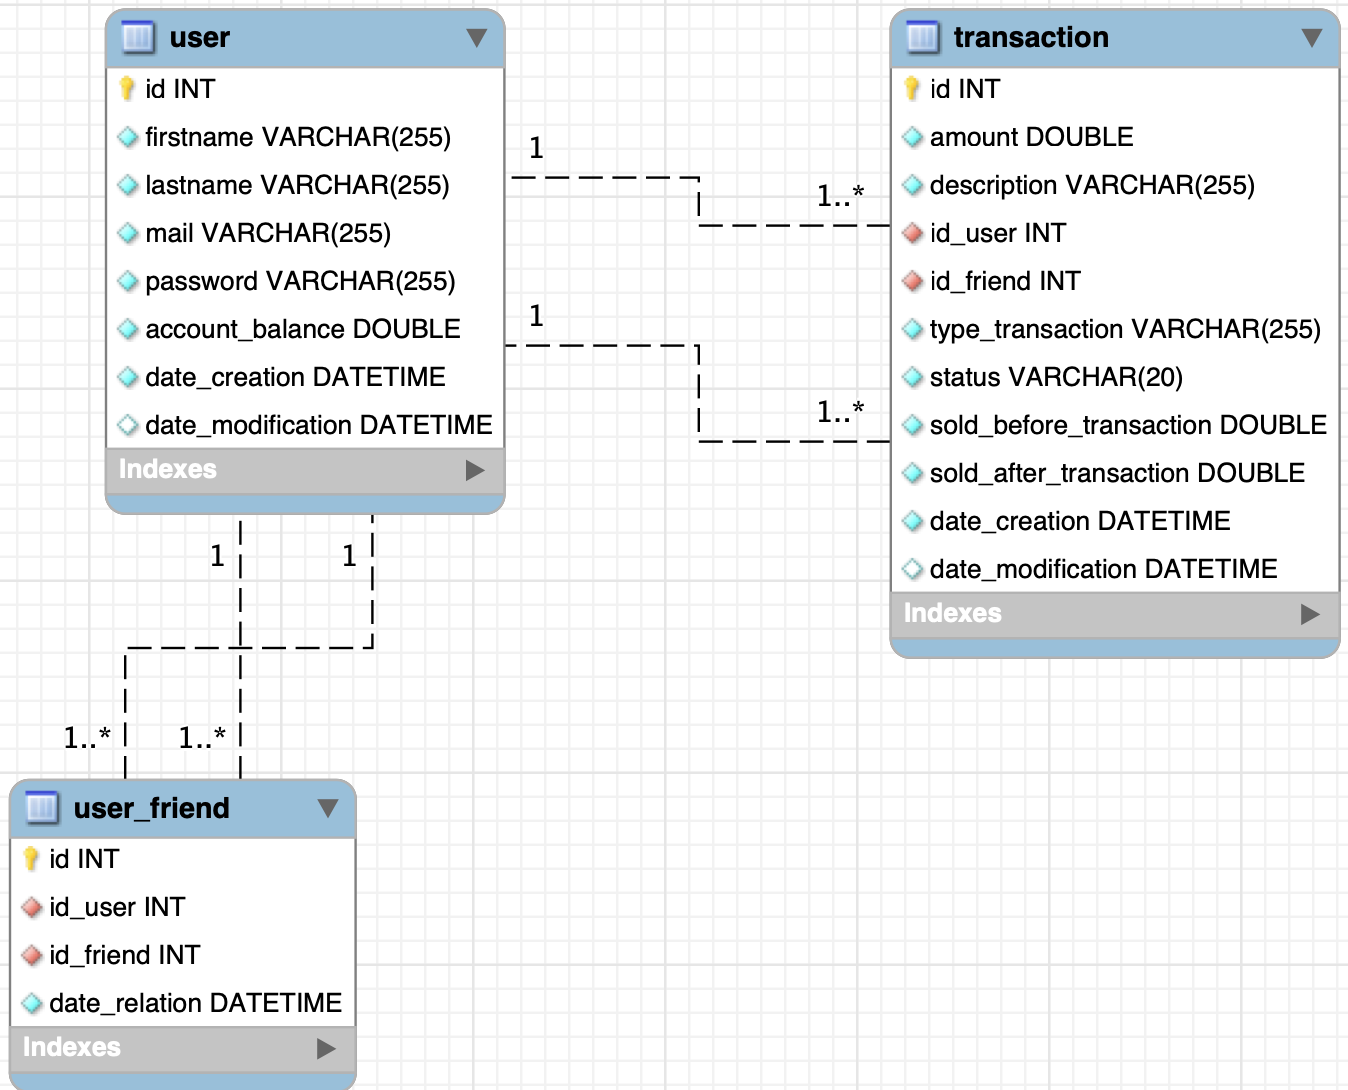 user
id INT
firstname VARCHAR(255)
lastname VARCHAR(255)
mail VARCHAR(255)
password VARCHAR(255)
account_balance DOUBLE
date_creation DATETIME
date_modification DATETIME
Indexes
1
1..*
1
1..*
transaction
id INT
amount DOUBLE
description VARCHAR(255)
id_user INT
id_friend INT
type_transaction VARCHAR(255)
status VARCHAR(20)
sold_before_transaction DOUBLE
sold_after_transaction DOUBLE
date_creation DATETIME
date_modification DATETIME
Indexes
1
1
1..*
1..*
user_friend
id INT
id_user INT
id_friend INT
date_relation DATETIME
Indexes